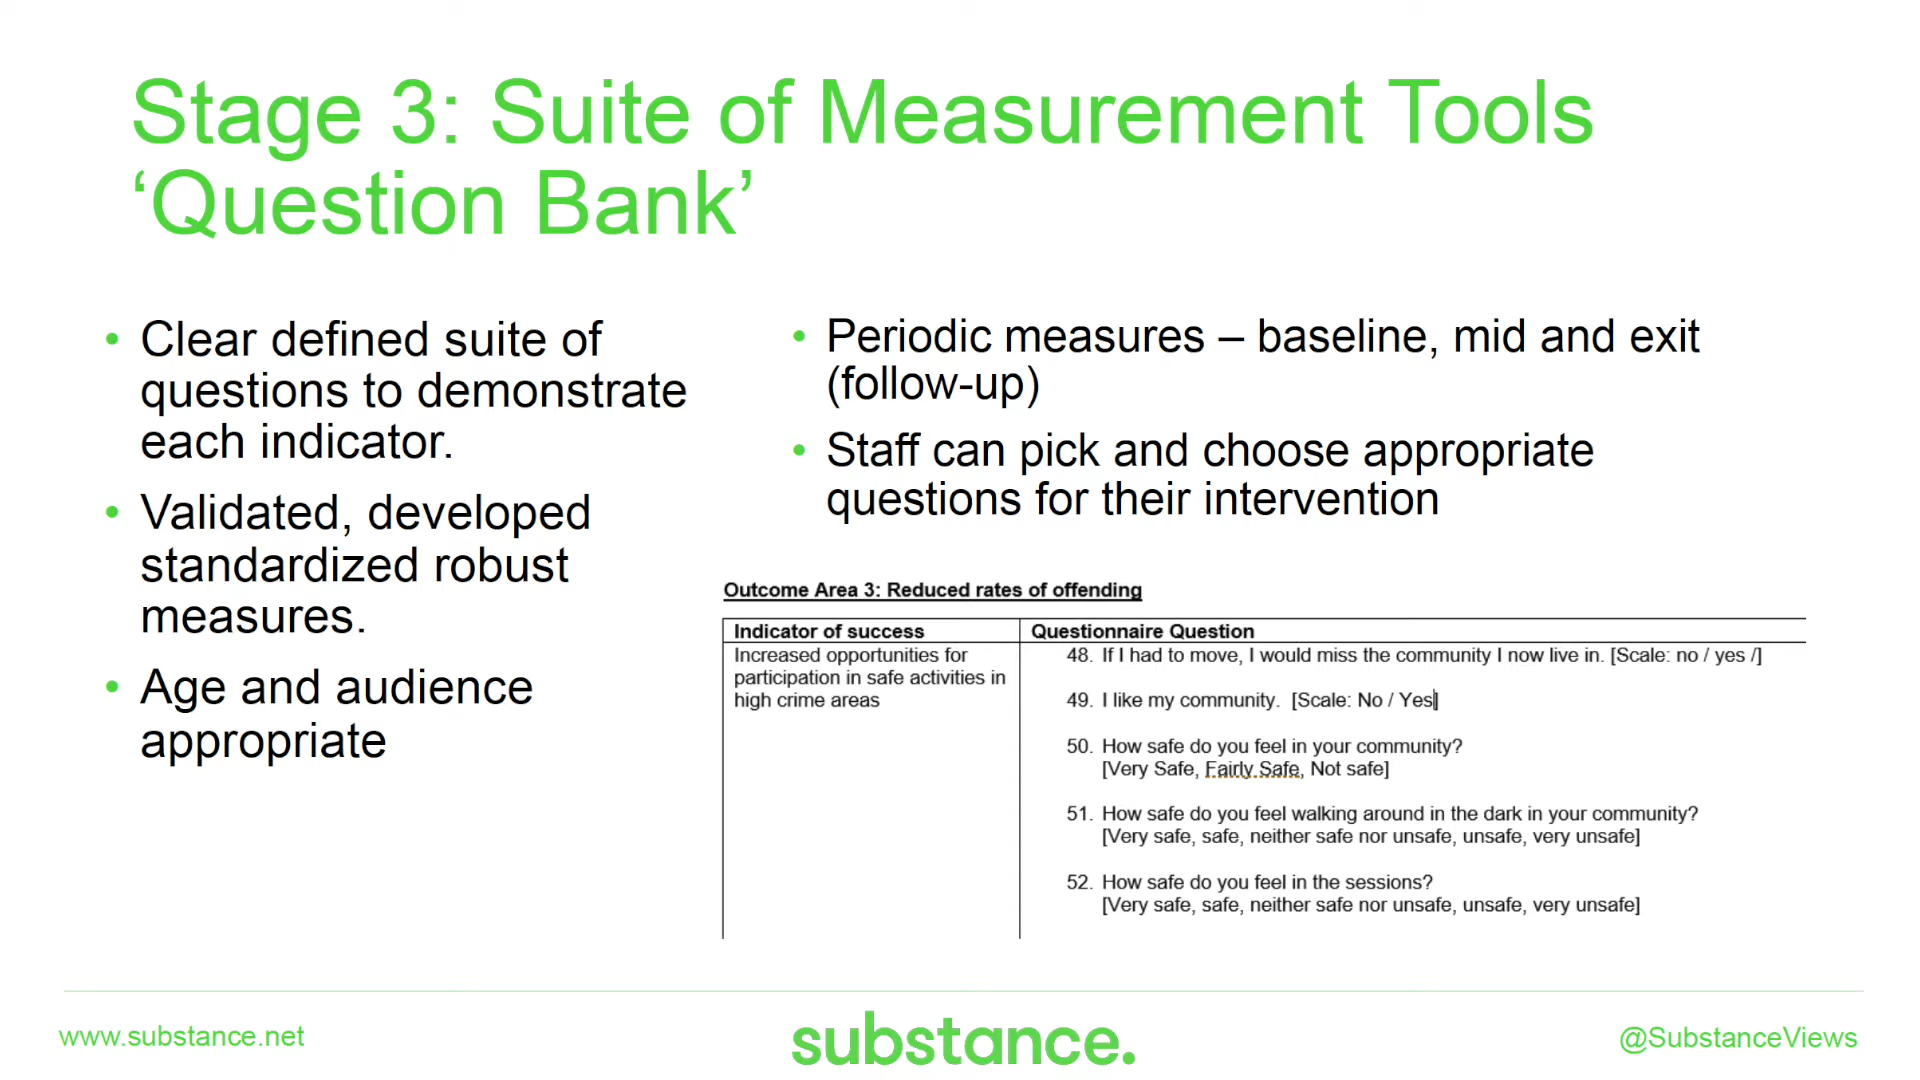 Stage 3: Suite of Measurement Tools
‘Question Bank’
• Clear defined suite of
questions to demonstrate
each indicator.
• Validated, developed
standardized robust
measures.
• Age and audience
appropriate
• Periodic measures – baseline, mid and exit
(follow-up)
• Staff can pick and choose appropriate
questions for their intervention
Outcome Area 3: Reduced rates of offending
Indicator of success
Increased opportunities for
participation in safe activities in
high crime areas
Questionnaire Question
48. If I had to move, I would miss the community I now live in. [Scale: no / yes /]
49. I like my community. [Scale: No / Yes]
50. How safe do you feel in your community?
[Very Safe, Fairly Safe, Not safe]
51. How safe do you feel walking around in the dark in your community?
[Very safe, safe, neither safe nor unsafe, unsafe, very unsafe]
52. How safe do you feel in the sessions?
[Very safe, safe, neither safe nor unsafe, unsafe, very unsafe]
www.substance.net
substance.
@SubstanceViews